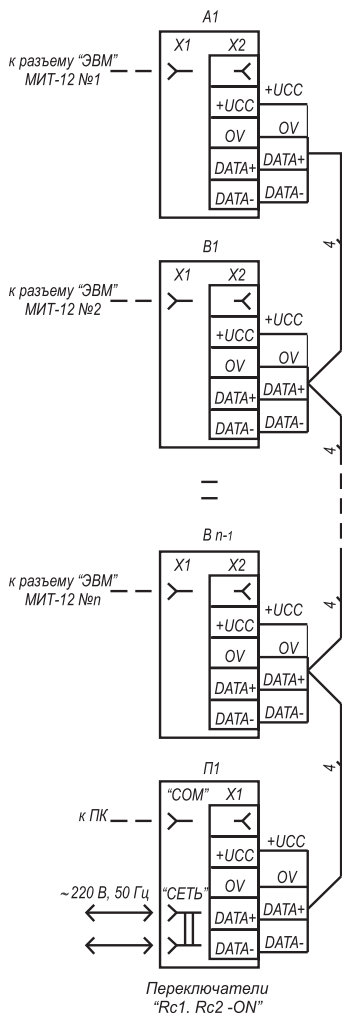 А1
к разъему “ЭВМ”
МИТ-12 №1
X1
X2
+UCC
+UCC
OV
OV
DATA+
DATA+
DATA-
DATA-
4
В1
к разъему “ЭВМ”
МИТ-12 №2
X1
X2
+UCC
+UCC
OV
OV
DATA+
DATA+
DATA-
DATA-
4
В n-1
к разъему “ЭВМ”
МИТ-12 №n
X1
X2
4
+UCC
+UCC
OV
OV
DATA+
DATA+
DATA-
DATA-
4
П1
к ПК
“COM”
X1
+UCC
+UCC
OV
OV
~220 В, 50 Гц
“СЕТЬ”
DATA+
DATA+
DATA-
DATA-
Переключатели
“Rc1. Rc2 -ON”